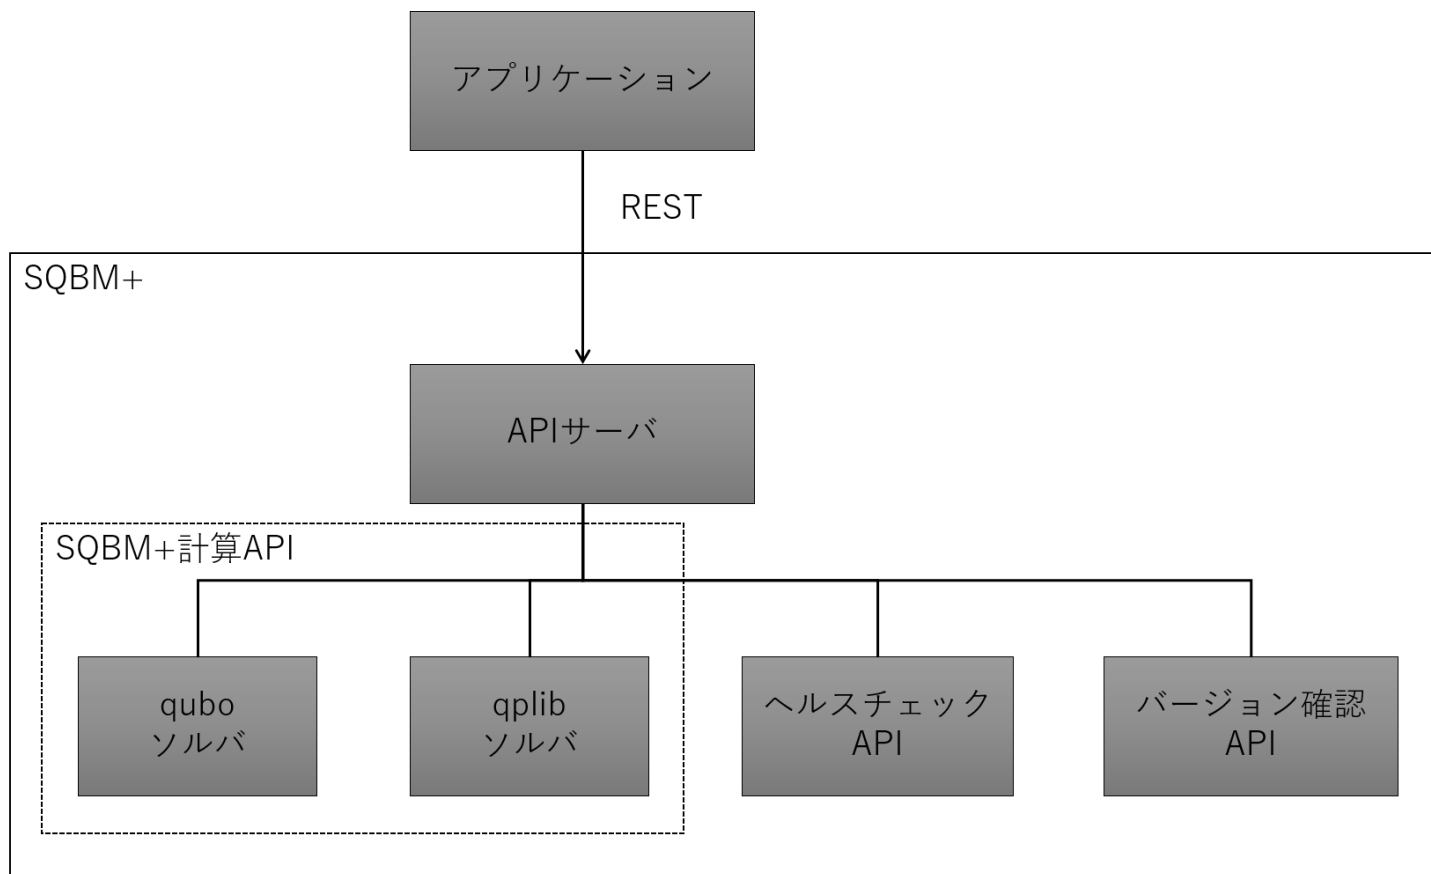 アプリケーション
REST
SQBM+
APIサーバ
SQBM+計算API
qubo
ソルバ
qplib
ソルバ
ヘルスチェック
API
バージョン確認
API